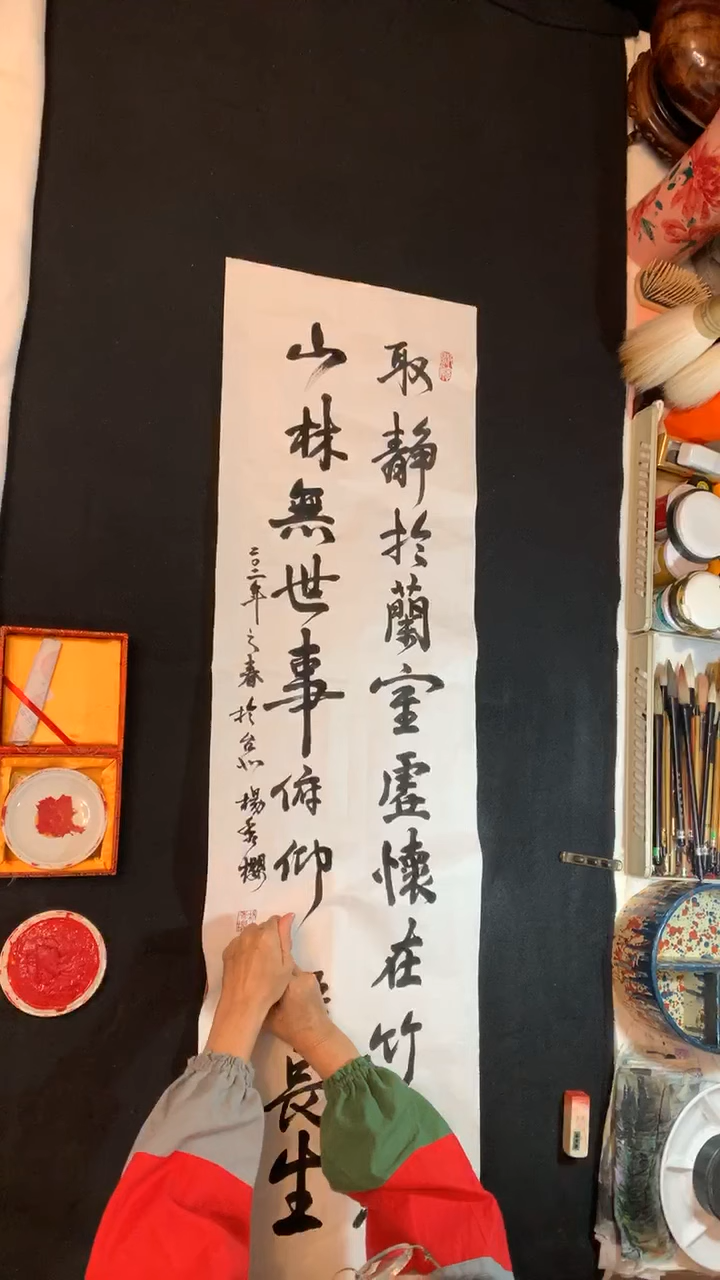 取靜於蘭室虛懷在竹
山林無世事俯仰長生
二〇二二年之春於台北楊秀櫻